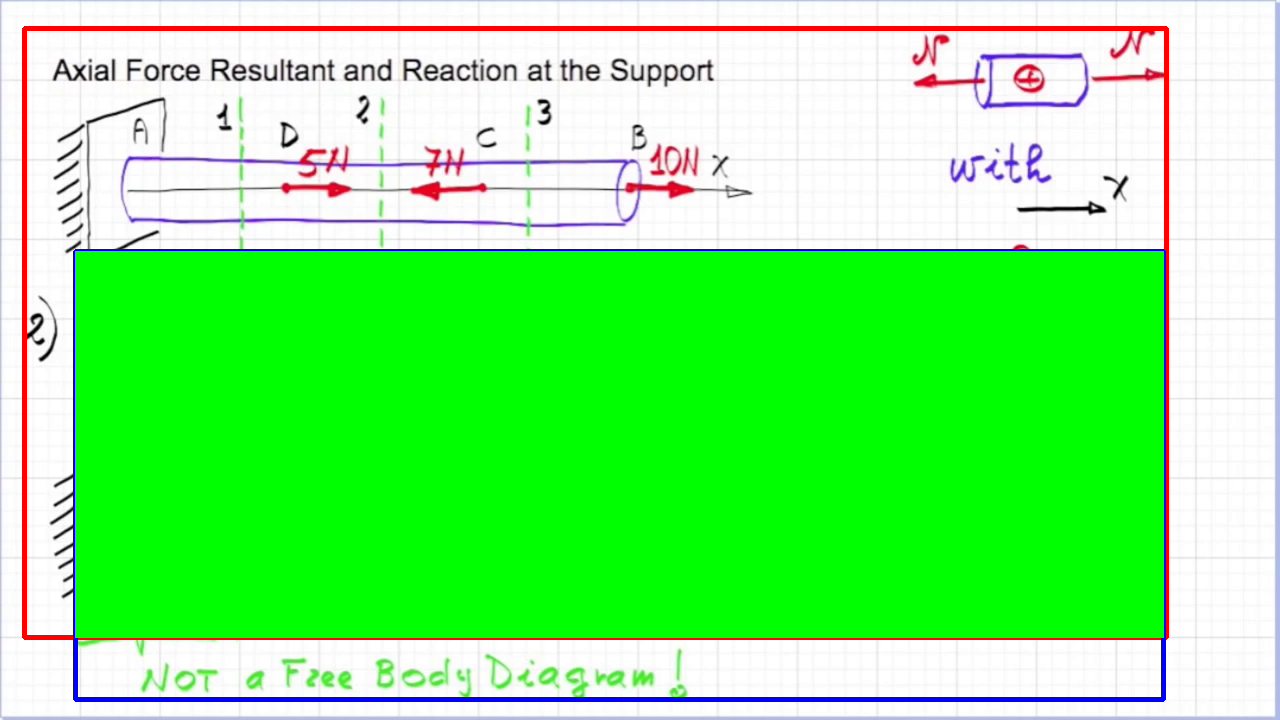 Axial Force Resultant and Reaction at the Support
N N
+
1 2 3
A D C B
5N 7N 10N x
with
x
2)
NOT a Free Body Diagram!